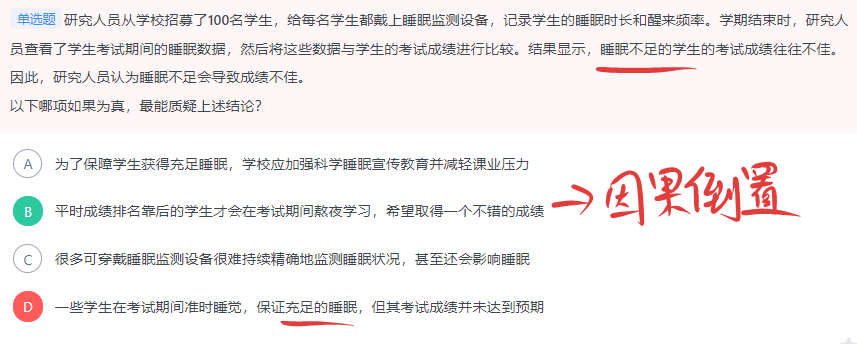 单选题 研究人员从学校招募了100名学生，给每名学生都戴上睡眠监测设备，记录学生的睡眠时长和醒来频率。学期结束时，研究人
员查看了学生考试期间的睡眠数据，然后将这些数据与学生的考试成绩进行比较。结果显示，睡眠不足的学生的考试成绩往往不佳。
因此，研究人员认为睡眠不足会导致成绩不佳。
以下哪项如果为真，最能质疑上述结论？
A 为了保障学生获得充足睡眠，学校应加强科学睡眠宣传教育并减轻课业压力
B 平时成绩排名靠后的学生才会在考试期间熬夜学习，希望取得一个不错的成绩 →因果倒置
C 很多可穿戴睡眠监测设备很难持续精确地监测睡眠状况，甚至还会影响睡眠
D 一些学生在考试期间准时睡觉，保证充足的睡眠，但其考试成绩并未达到预期